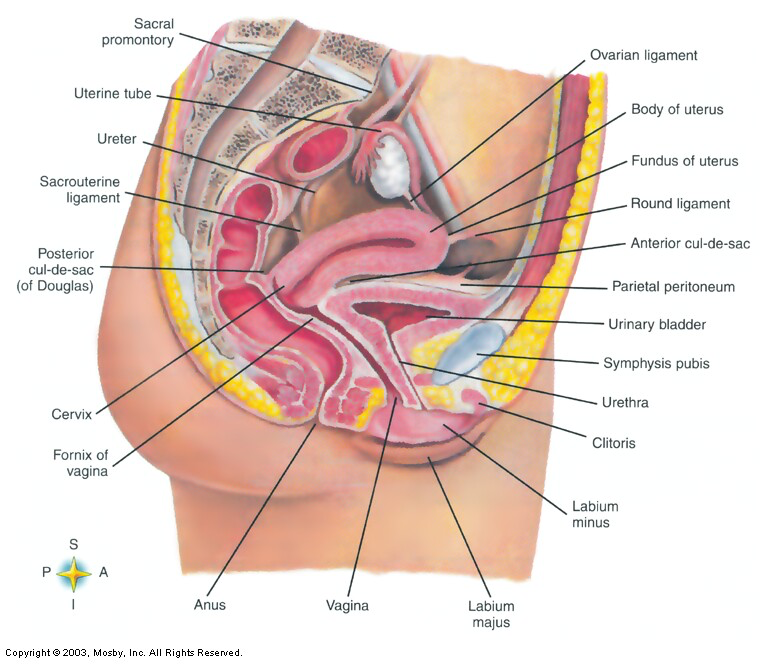 Sacral
promontory
Uterine tube
Ureter
Sacrouterine
ligament
Posterior
cul-de-sac
(of Douglas)
Cervix
Fornix of
vagina
Ovarian ligament
Body of uterus
Fundus of uterus
Round ligament
Anterior cul-de-sac
Parietal peritoneum
Urinary bladder
Symphysis pubis
Urethra
Clitoris
Labium
minus
S
P A
I
Anus
Vagina
Labium
majus
Copyright © 2003, Mosby, Inc. All Rights Reserved.